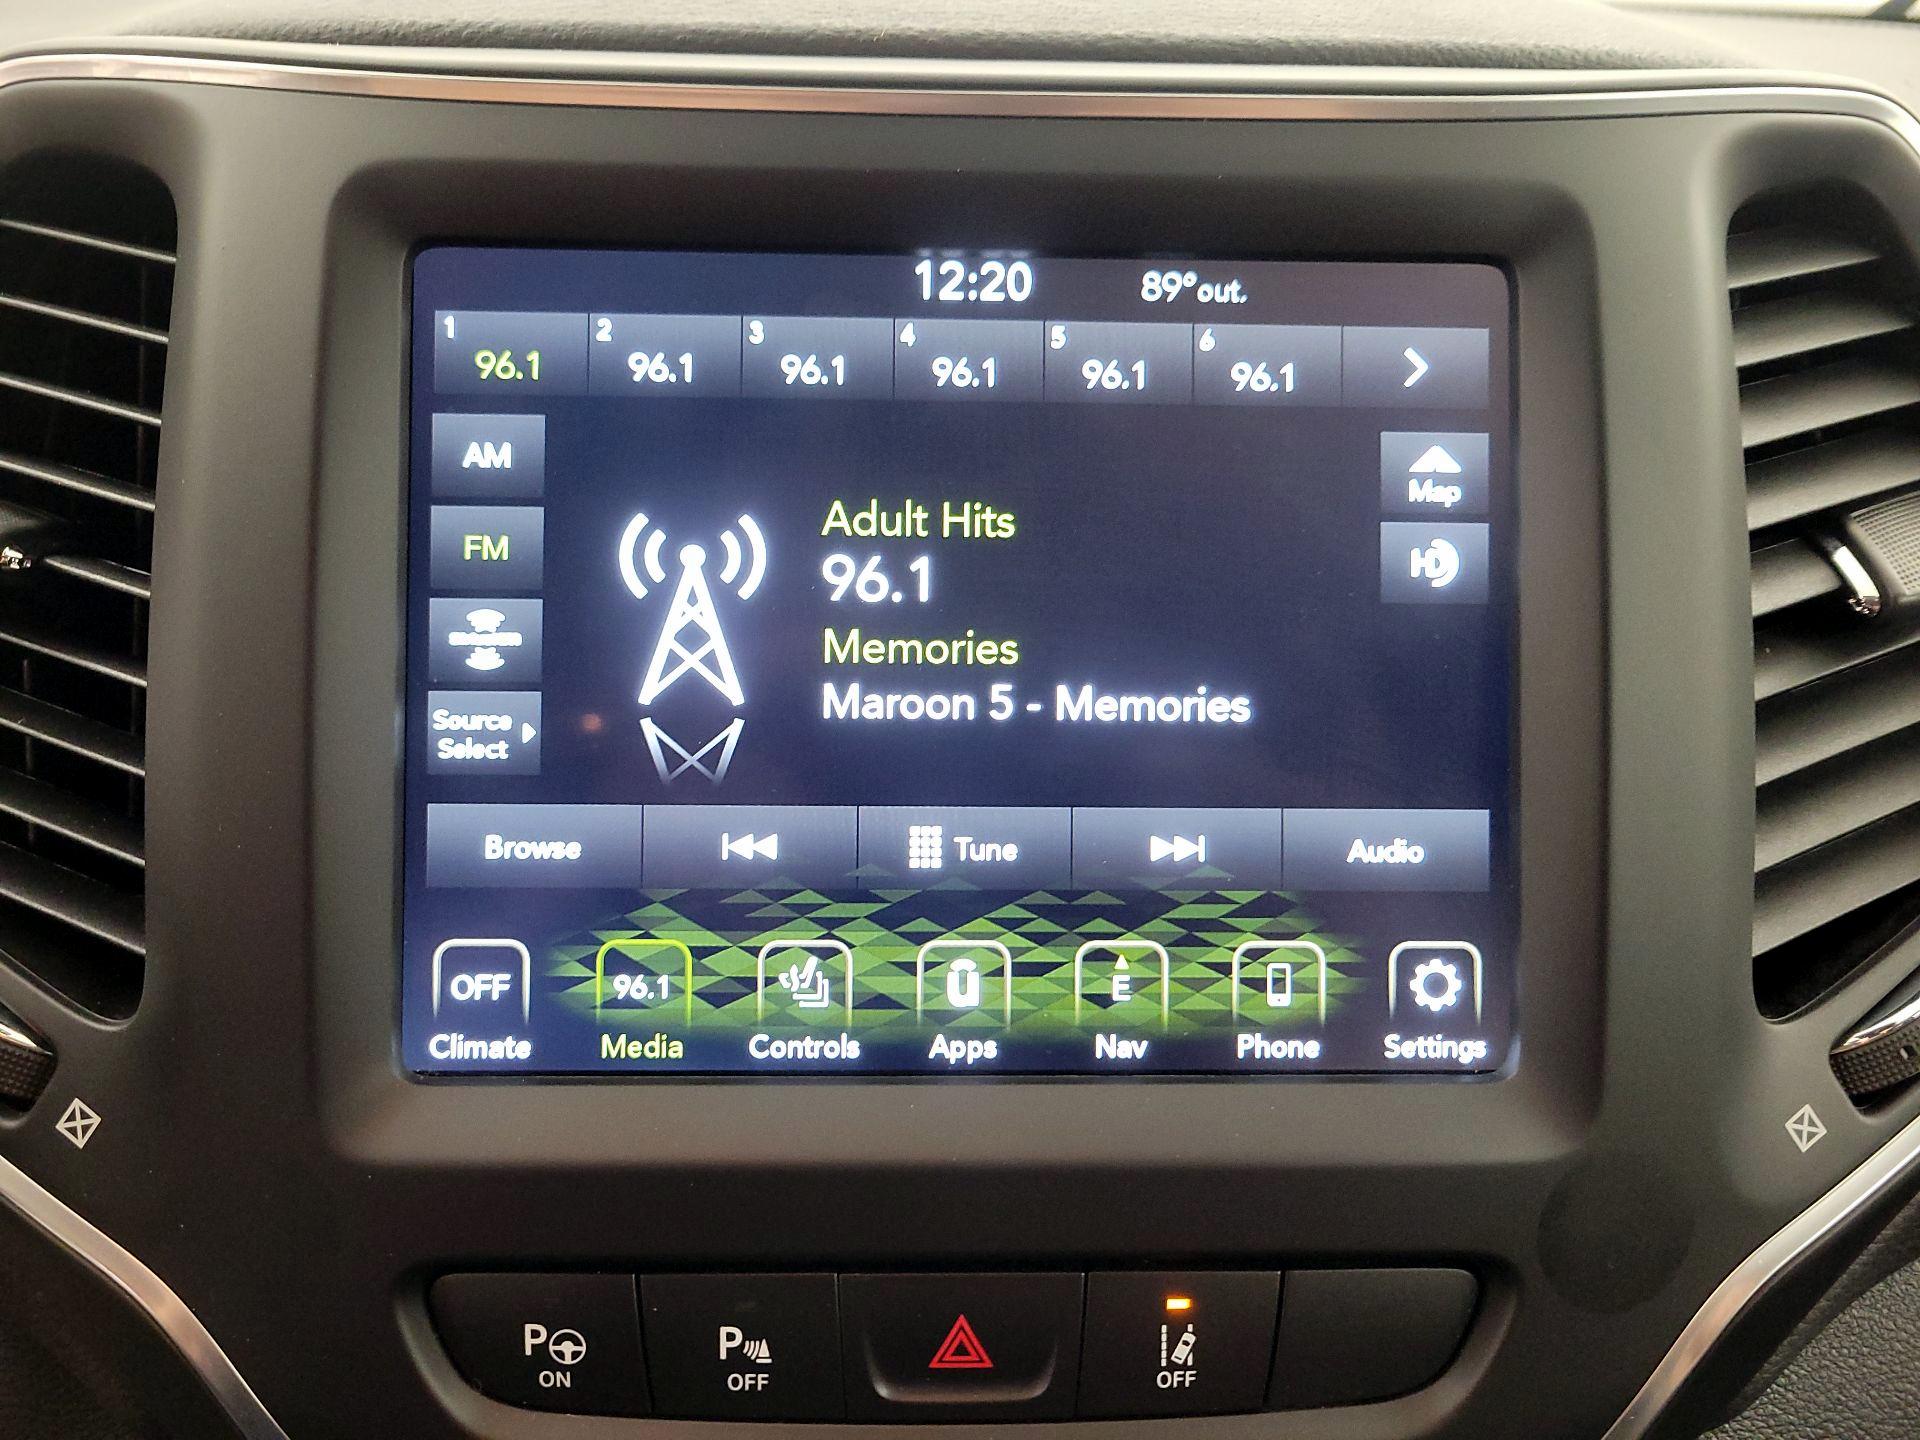 12:20 89°out.
1 96.1 2 96.1 3 96.1 4 96.1 5 96.1 6 96.1
AM
Map
FM
HD
Adult Hits
96.1
Memories
Maroon 5 - Memories
Source
Select
Browse Tune Audio
OFF 96.1 E
Climate Media Controls Apps Nav Phone Settings
P P
ON OFF OFF